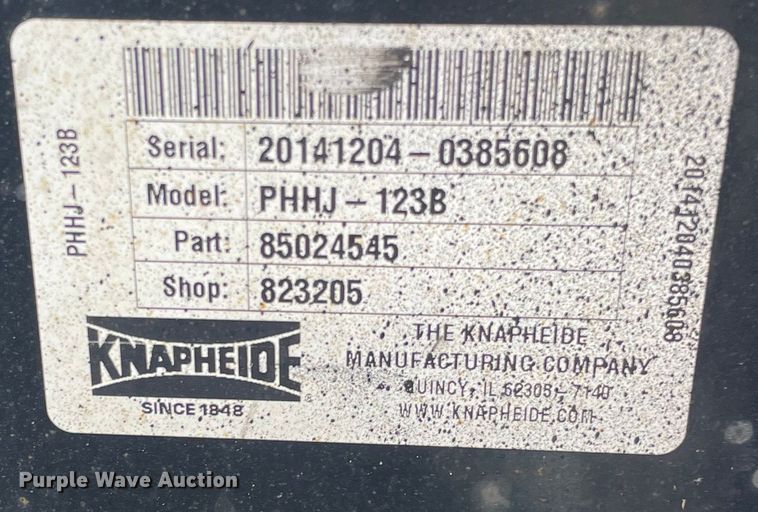 Serial: 20141204-0385608
Model: PHHJ-123B
Part: 85024545
Shop: 823205
PHHJ-123B
201412040385608
KNAPHEIDE
SINCE 1848
THE KNAPHEIDE
MANUFACTURING COMPANY
QUINCY, IL 62305-7140
WWW.KNAPHEIDE.COM
Purple Wave Auction